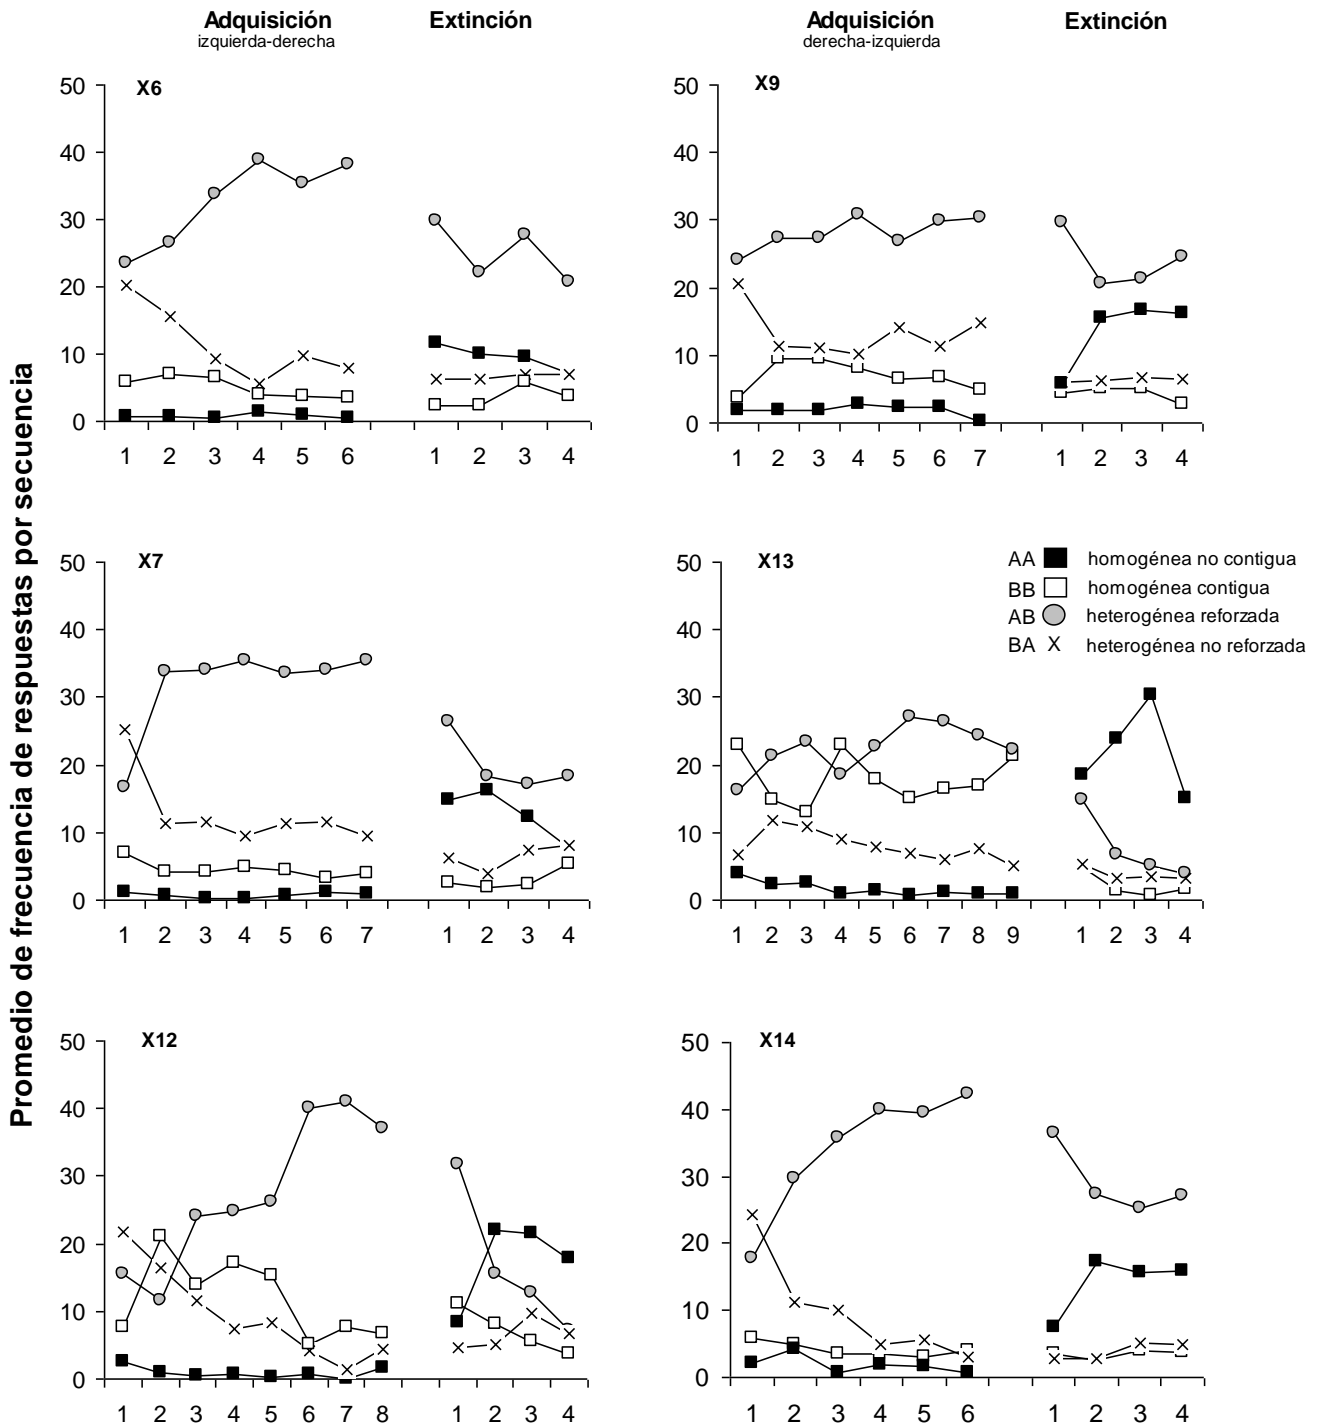 Adquisición Extinción Adquisición Extinción
izquierda-derecha derecha-izquierda
Promedio de frecuencia de respuestas por secuencia
X6
50
40
30
20
10
0
1 2 3 4 5 6 1 2 3 4
X9
50
40
30
20
10
0
1 2 3 4 5 6 7 1 2 3 4
X7
50
40
30
20
10
0
1 2 3 4 5 6 7 1 2 3 4
X13
AA homogénea no contigua
BB homogénea contigua
AB heterogénea reforzada
BA X heterogénea no reforzada
50
40
30
20
10
0
1 2 3 4 5 6 7 8 9 1 2 3 4
X12
50
40
30
20
10
0
1 2 3 4 5 6 7 8 1 2 3 4
X14
50
40
30
20
10
0
1 2 3 4 5 6 1 2 3 4